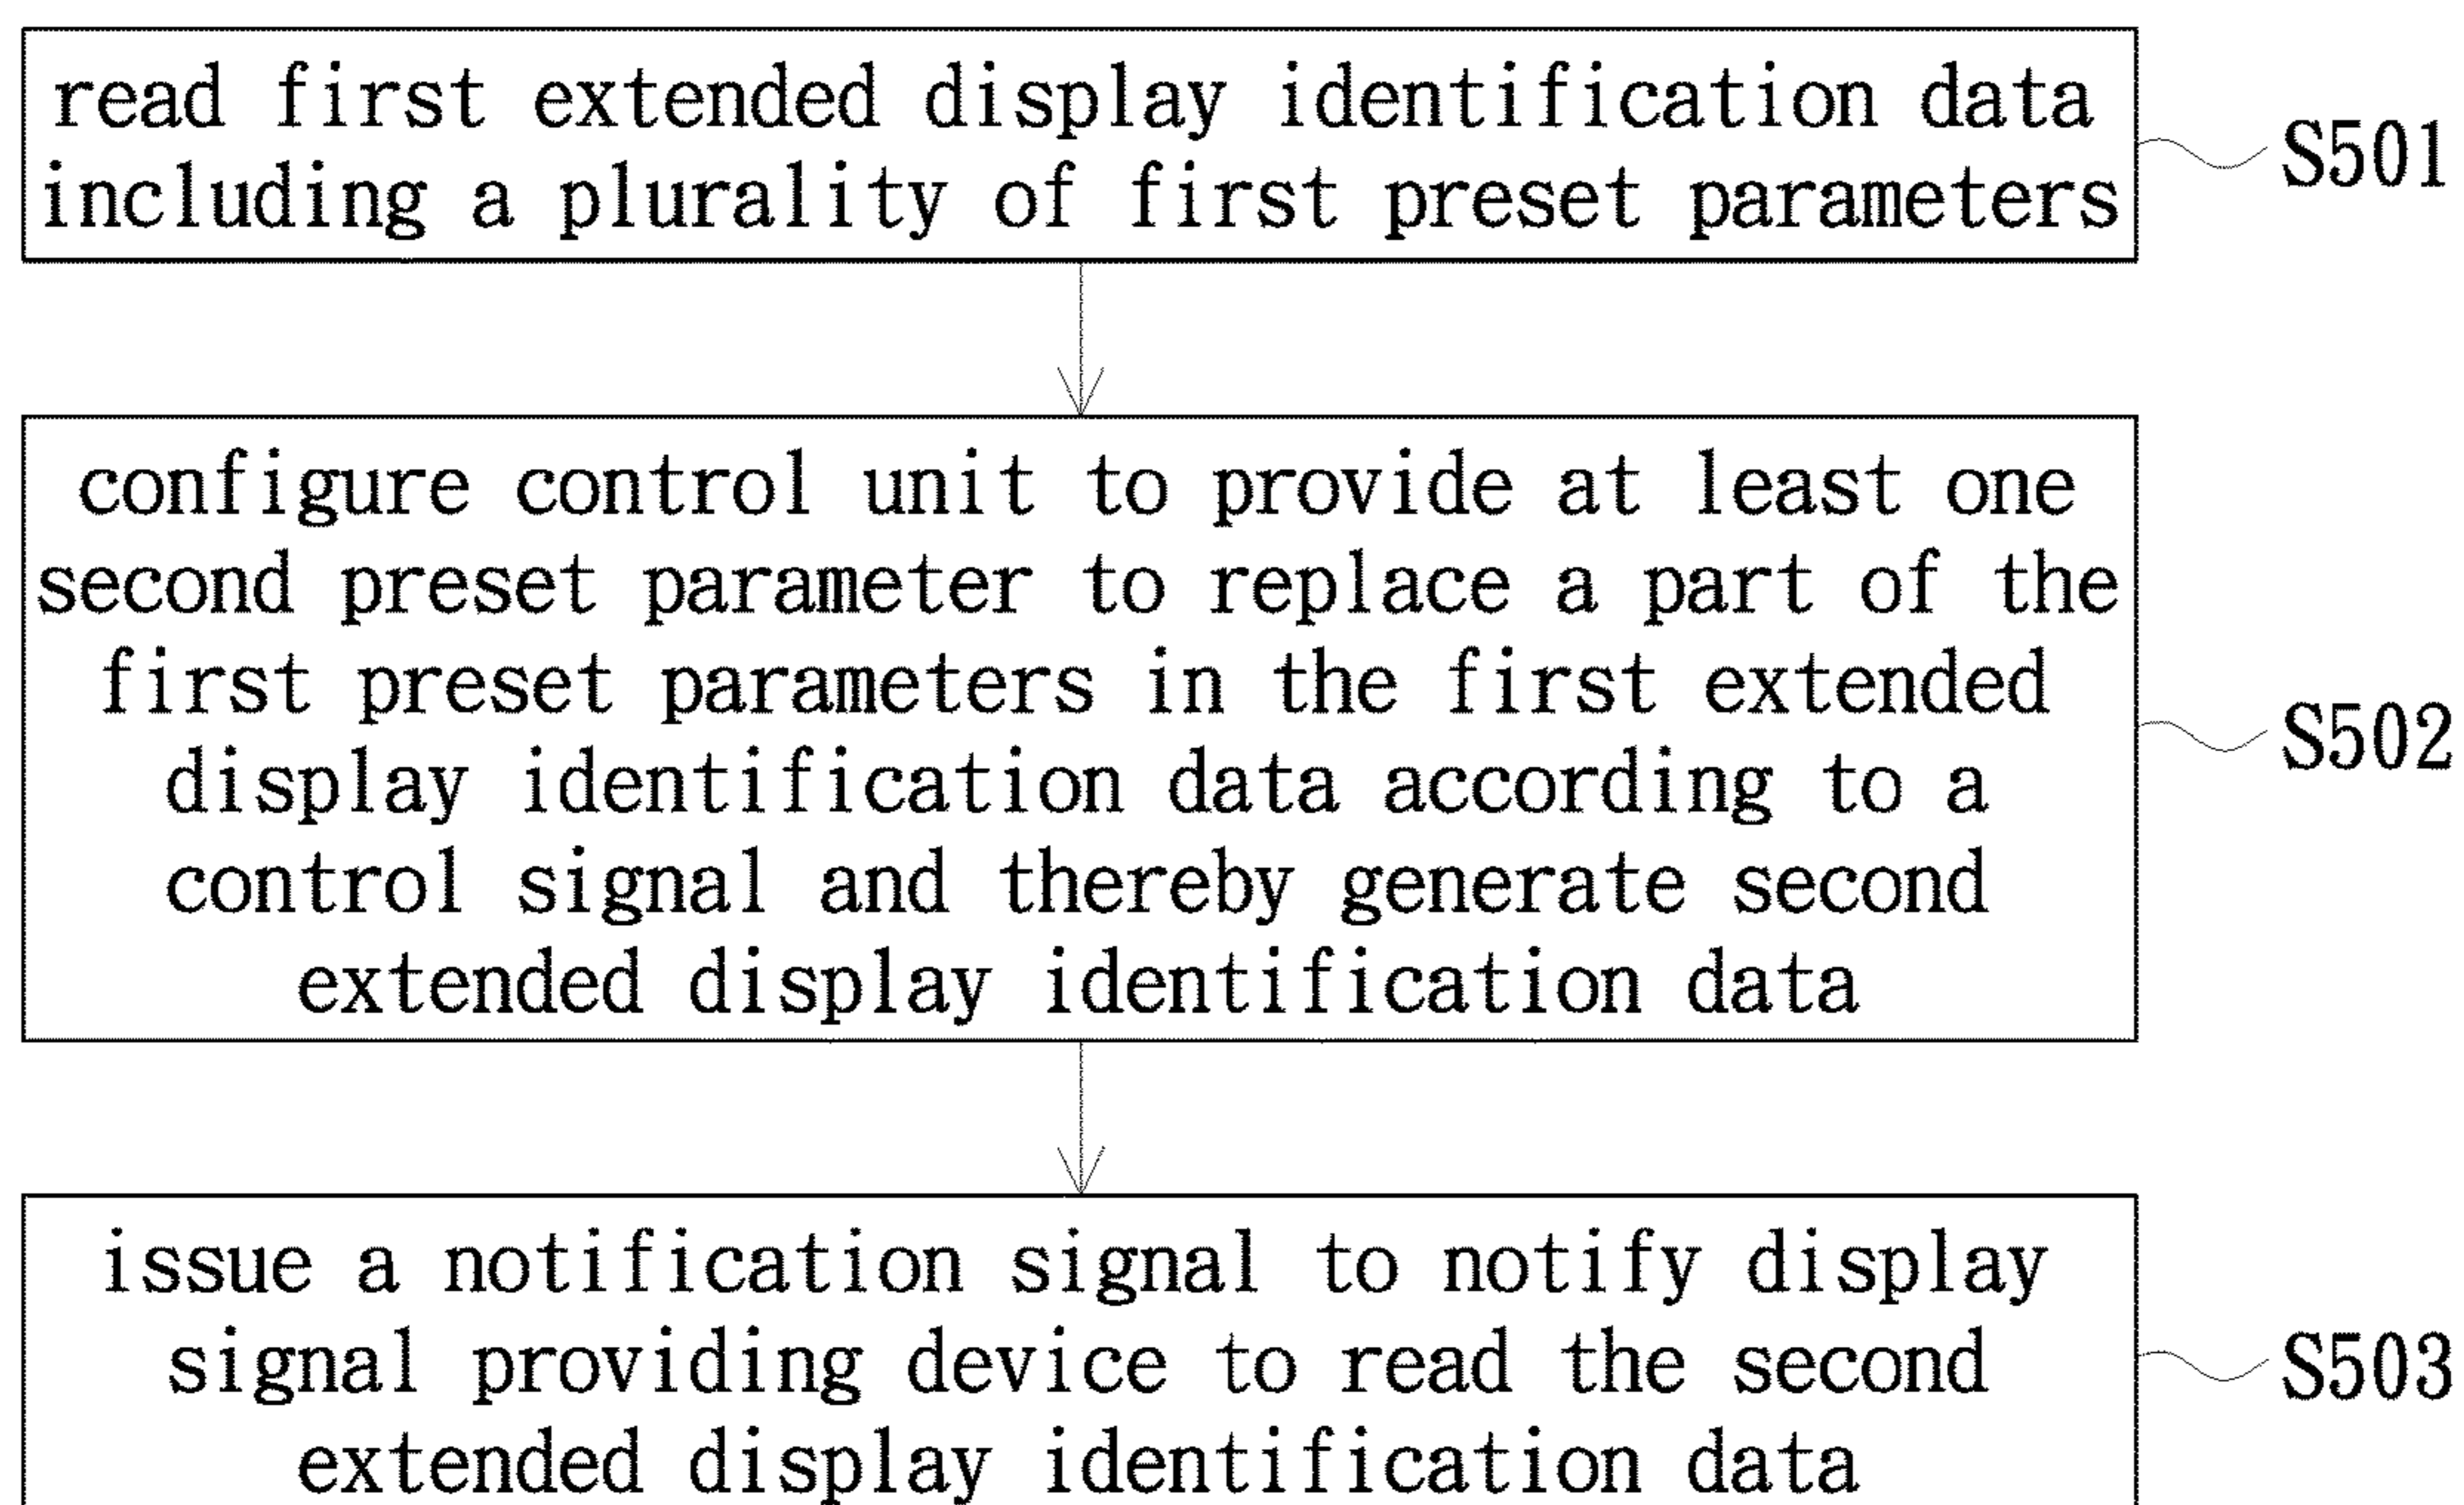 read first extended display identification data
including a plurality of first preset parameters
S501
configure control unit to provide at least one
second preset parameter to replace a part of the
first preset parameters in the first extended
display identification data according to a
control signal and thereby generate second
extended display identification data
S502
issue a notification signal to notify display
signal providing device to read the second
extended display identification data
S503